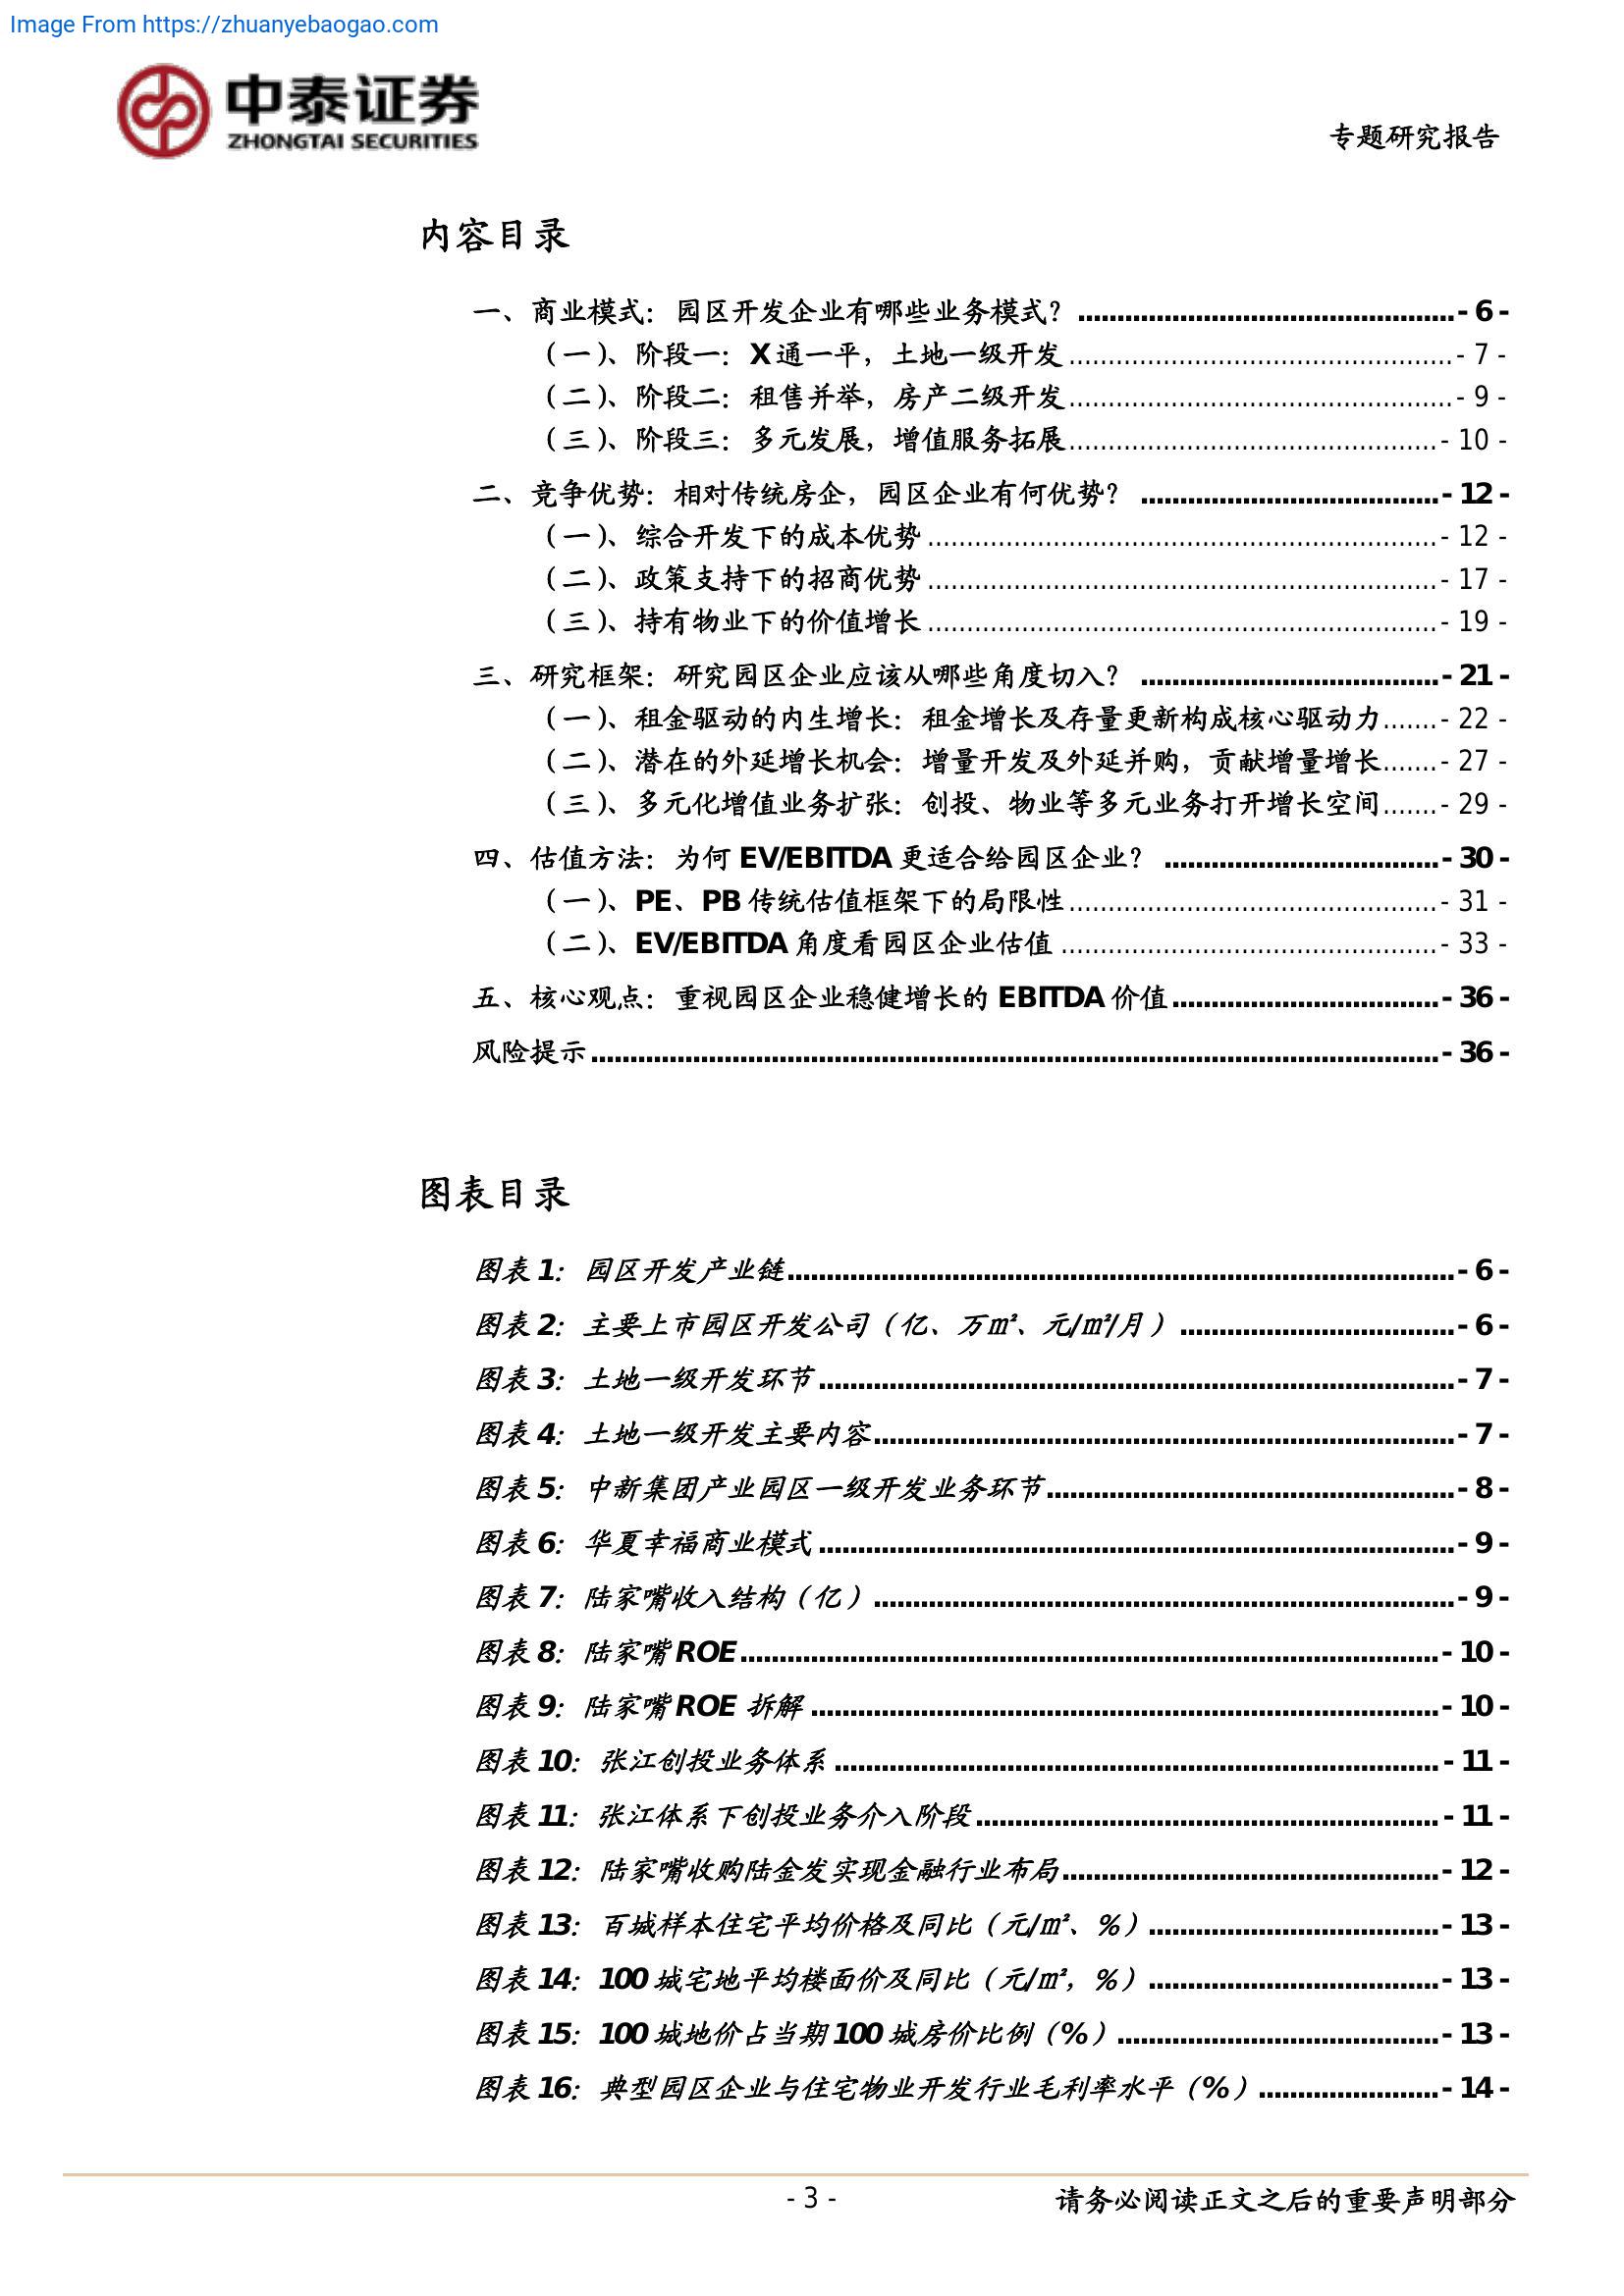 Image From https://zhuanyebaogao.com
中泰证券
ZHONGTAI SECURITIES
专题研究报告
内容目录
一、商业模式：园区开发企业有哪些业务模式？ - 6 -
（一）、阶段一：X 通一平，土地一级开发 - 7 -
（二）、阶段二：租售并举，房产二级开发 - 9 -
（三）、阶段三：多元发展，增值服务拓展 - 10 -
二、竞争优势：相对传统房企，园区企业有何优势？ - 12 -
（一）、综合开发下的成本优势 - 12 -
（二）、政策支持下的招商优势 - 17 -
（三）、持有物业下的价值增长 - 19 -
三、研究框架：研究园区企业应该从哪些角度切入？ - 21 -
（一）、租金驱动的内生增长：租金增长及存量更新构成核心驱动力 - 22 -
（二）、潜在的外延增长机会：增量开发及外延并购，贡献增量增长 - 27 -
（三）、多元化增值业务扩张：创投、物业等多元业务打开增长空间 - 29 -
四、估值方法：为何 EV/EBITDA 更适合给园区企业？ - 30 -
（一）、PE、PB 传统估值框架下的局限性 - 31 -
（二）、EV/EBITDA 角度看园区企业估值 - 33 -
五、核心观点：重视园区企业稳健增长的 EBITDA 价值 - 36 -
风险提示 - 36 -
图表目录
图表 1：园区开发产业链 - 6 -
图表 2：主要上市园区开发公司（亿、万㎡、元/㎡/月） - 6 -
图表 3：土地一级开发环节 - 7 -
图表 4：土地一级开发主要内容 - 7 -
图表 5：中新集团产业园区一级开发业务环节 - 8 -
图表 6：华夏幸福商业模式 - 9 -
图表 7：陆家嘴收入结构（亿） - 9 -
图表 8：陆家嘴 ROE - 10 -
图表 9：陆家嘴 ROE 拆解 - 10 -
图表 10：张江创投业务体系 - 11 -
图表 11：张江体系下创投业务介入阶段 - 11 -
图表 12：陆家嘴收购陆金发实现金融行业布局 - 12 -
图表 13：百城样本住宅平均价格及同比（元/㎡、%） - 13 -
图表 14：100 城宅地平均楼面价及同比（元/㎡，%） - 13 -
图表 15：100 城地价占当期 100 城房价比例（%） - 13 -
图表 16：典型园区企业与住宅物业开发行业毛利率水平（%） - 14 -
- 3 -
请务必阅读正文之后的重要声明部分